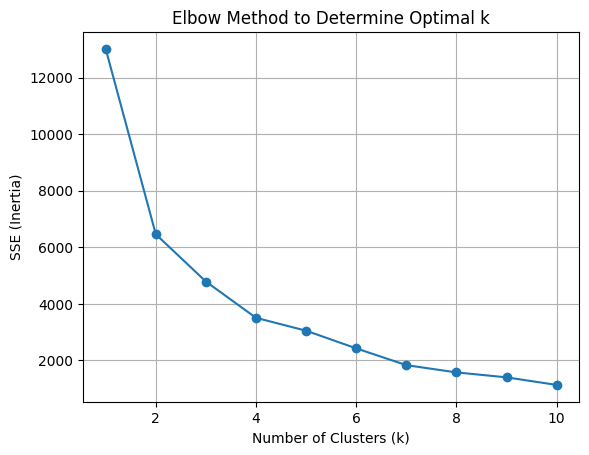 Elbow Method to Determine Optimal k
SSE (Inertia)
12000
10000
8000
6000
4000
2000
2 4 6 8 10
Number of Clusters (k)